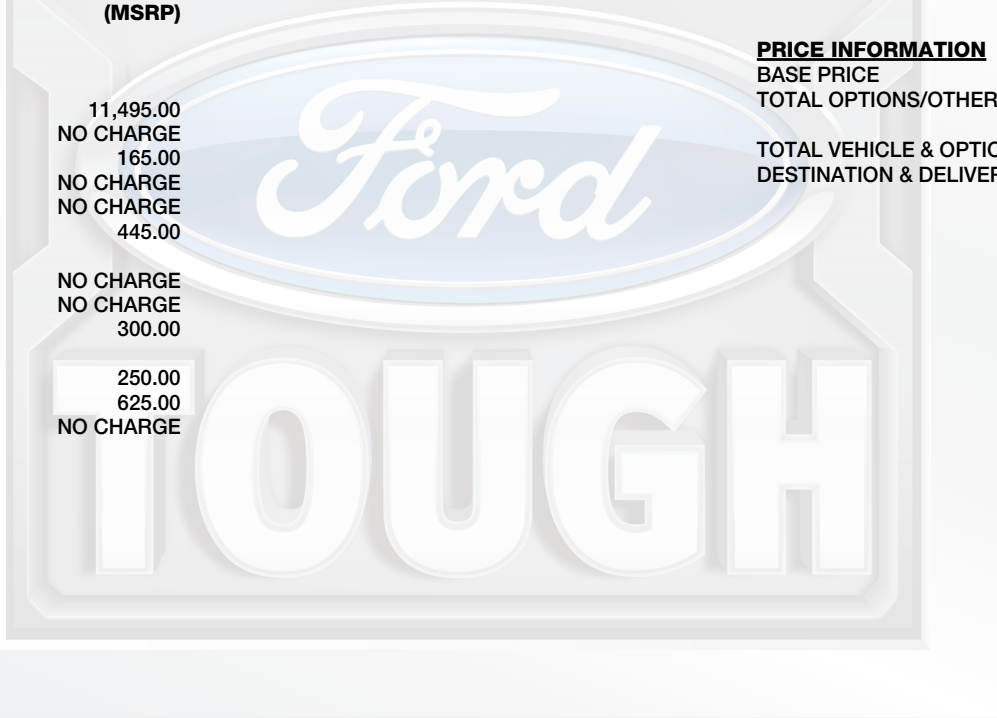 (MSRP)
11,495.00
NO CHARGE
165.00
NO CHARGE
NO CHARGE
445.00
NO CHARGE
NO CHARGE
300.00
250.00
625.00
NO CHARGE
PRICE INFORMATION
BASE PRICE
TOTAL OPTIONS/OTHER
TOTAL VEHICLE & OPTIO
DESTINATION & DELIVER
Ford
TOUGH